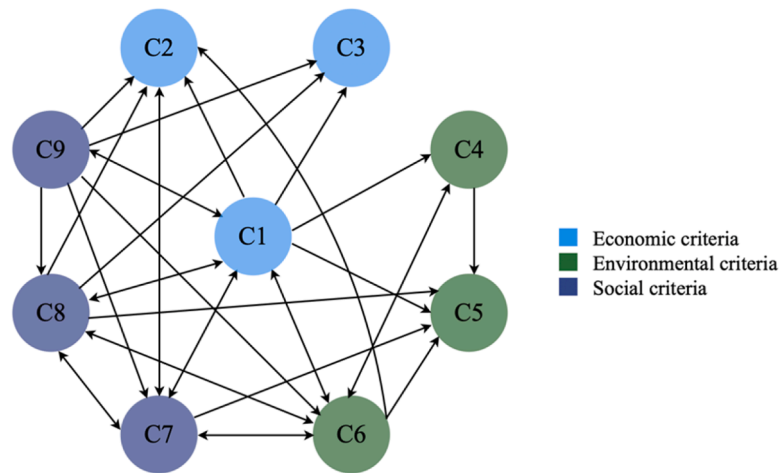 C2
C3
C9
C4
C1
C8
C5
C7
C6
Economic criteria
Environmental criteria
Social criteria